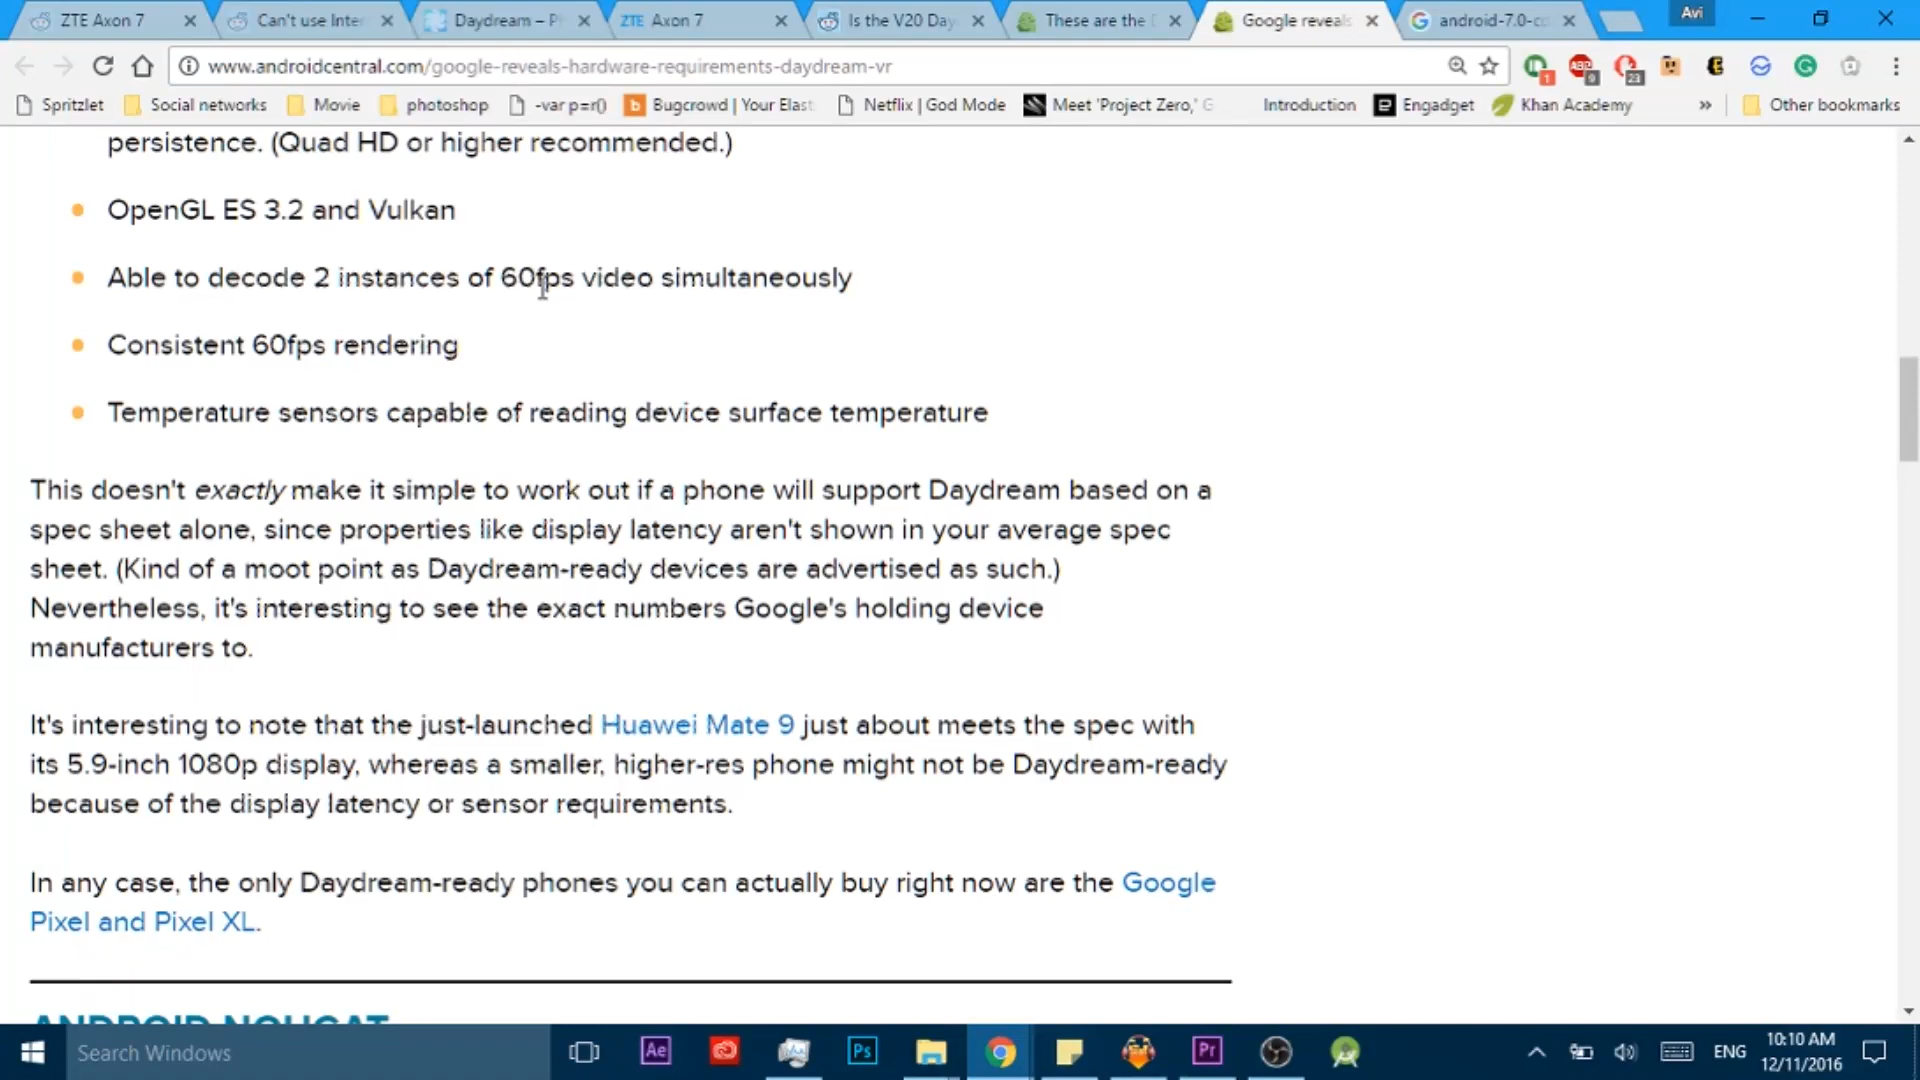 ZTE Axon 7
Can't use Inter
Daydream – P
ZTE Axon 7
Is the V20 Day
These are the D
Google reveals
android-7.0-c
Avi
www.androidcentral.com/google-reveals-hardware-requirements-daydream-vr
1
ABP
9
23
Spritzlet
Social networks
Movie
photoshop
-var p=r()
b
Bugcrowd | Your Elast
Netflix | God Mode
Meet 'Project Zero,' G
Introduction
Engadget
Khan Academy
»
Other bookmarks
persistence. (Quad HD or higher recommended.)
OpenGL ES 3.2 and Vulkan
Able to decode 2 instances of 60fps video simultaneously
Consistent 60fps rendering
Temperature sensors capable of reading device surface temperature
This doesn't exactly make it simple to work out if a phone will support Daydream based on a
spec sheet alone, since properties like display latency aren't shown in your average spec
sheet. (Kind of a moot point as Daydream-ready devices are advertised as such.)
Nevertheless, it's interesting to see the exact numbers Google's holding device
manufacturers to.
It's interesting to note that the just-launched Huawei Mate 9 just about meets the spec with
its 5.9-inch 1080p display, whereas a smaller, higher-res phone might not be Daydream-ready
because of the display latency or sensor requirements.
In any case, the only Daydream-ready phones you can actually buy right now are the Google
Pixel and Pixel XL.
ANDROID NOUGAT
Search Windows
Ae
Ps
Pr
ENG
10:10 AM
12/11/2016